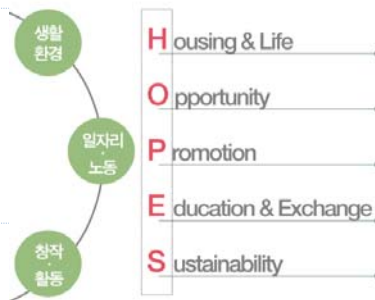 생활
환경
일자리
·
노동
창작
·
활동
Housing & Life
Opportunity
Promotion
Education & Exchange
Sustainability